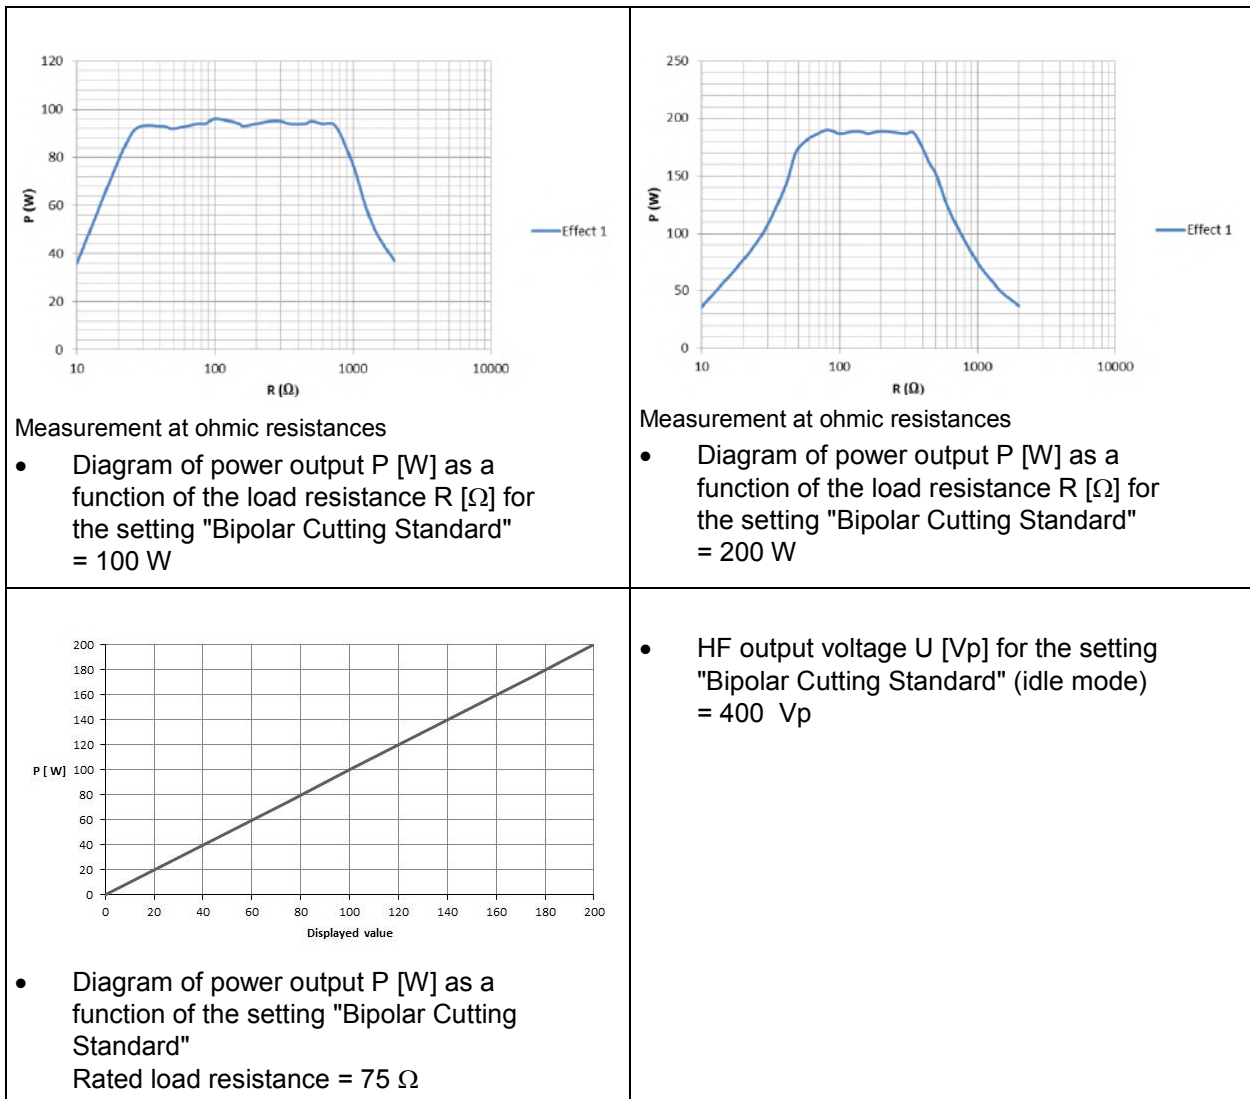 120
100
80
60
40
20
0
P (W)
10
100
1000
10000
R (Ω)
Effect 1
Measurement at ohmic resistances
• Diagram of power output P [W] as a
function of the load resistance R [Ω] for
the setting "Bipolar Cutting Standard"
= 100 W
250
200
150
100
50
0
P (W)
10
100
1000
10000
R (Ω)
Effect 1
Measurement at ohmic resistances
• Diagram of power output P [W] as a
function of the load resistance R [Ω] for
the setting "Bipolar Cutting Standard"
= 200 W
200
180
160
140
120
P [ W] 100
80
60
40
20
0
0 20 40 60 80 100 120 140 160 180 200
Displayed value
• Diagram of power output P [W] as a
function of the setting "Bipolar Cutting
Standard"
Rated load resistance = 75 Ω
• HF output voltage U [Vp] for the setting
"Bipolar Cutting Standard" (idle mode)
= 400 Vp